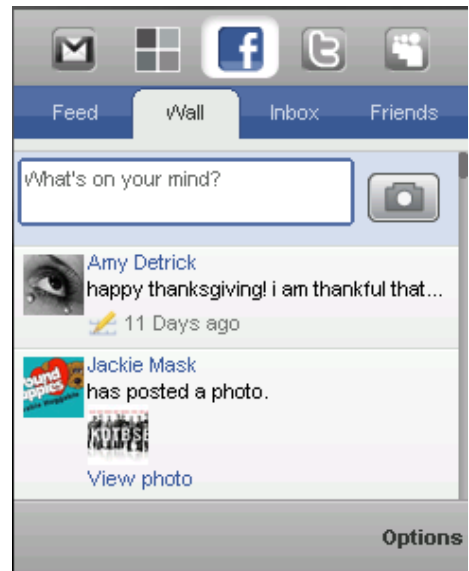 Feed Wall Inbox Friends
What's on your mind?
Amy Detrick
happy thanksgiving! i am thankful that...
11 Days ago
Jackie Mask
has posted a photo.
View photo
Options